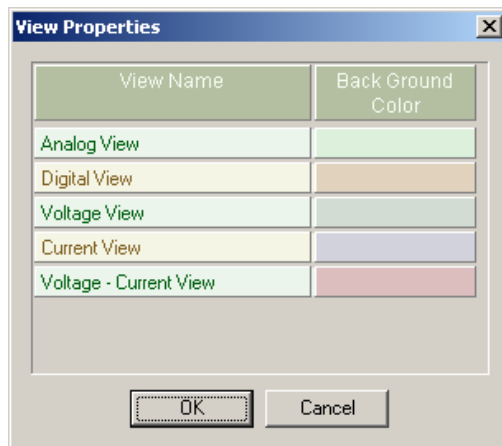 View Properties
View Name
Back Ground
Color
Analog View
Digital View
Voltage View
Current View
Voltage - Current View
OK
Cancel